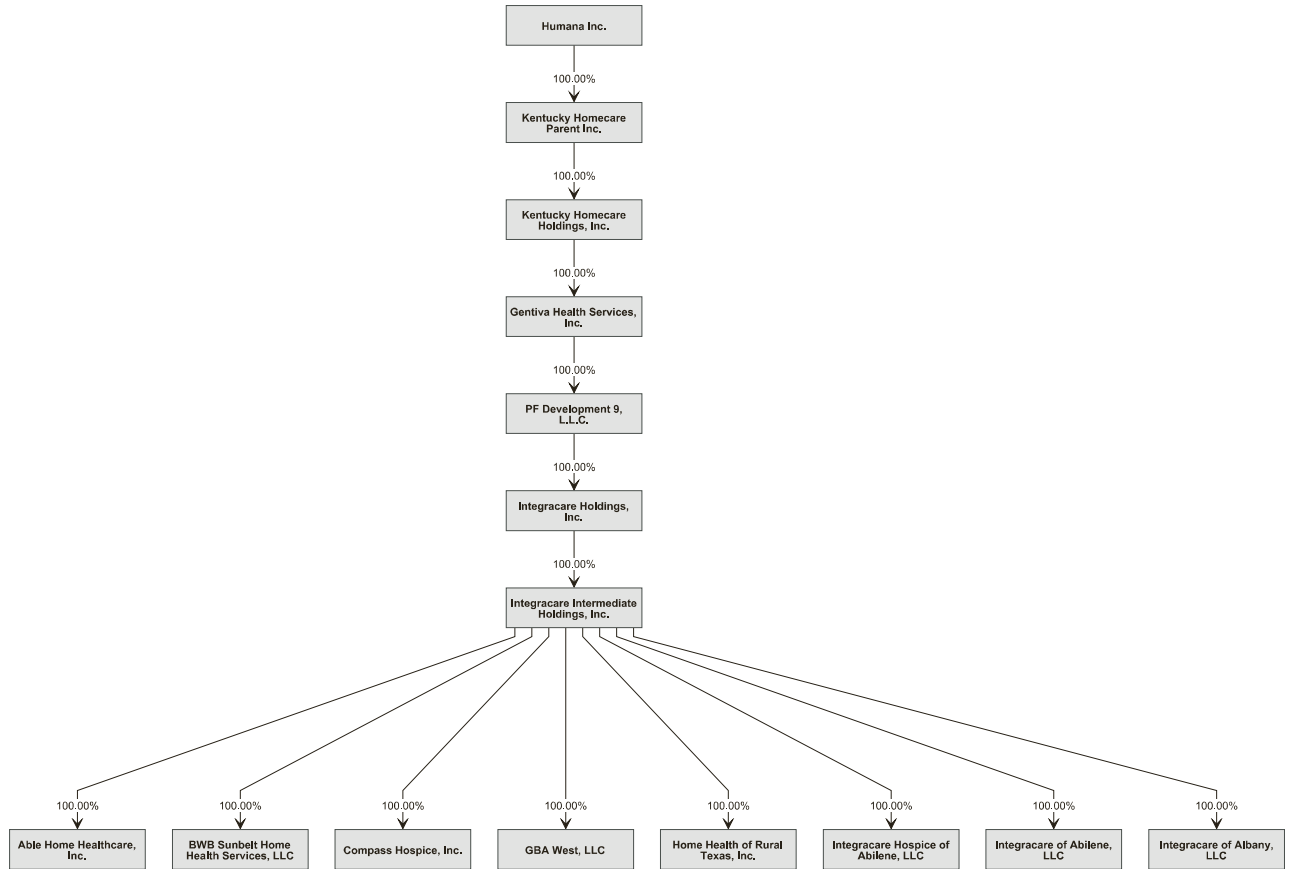 Humana Inc.
100.00%
Kentucky Homecare
Parent Inc.
100.00%
Kentucky Homecare
Holdings, Inc.
100.00%
Gentiva Health Services,
Inc.
100.00%
PF Development 9,
L.L.C.
100.00%
Integracare Holdings,
Inc.
100.00%
Integracare Intermediate
Holdings, Inc.
100.00%
100.00%
100.00%
100.00%
100.00%
100.00%
100.00%
100.00%
Able Home Healthcare,
Inc.
BWB Sunbelt Home
Health Services, LLC
Compass Hospice, Inc.
GBA West, LLC
Home Health of Rural
Texas, Inc.
Integracare Hospice of
Abilene, LLC
Integracare of Abilene,
LLC
Integracare of Albany,
LLC